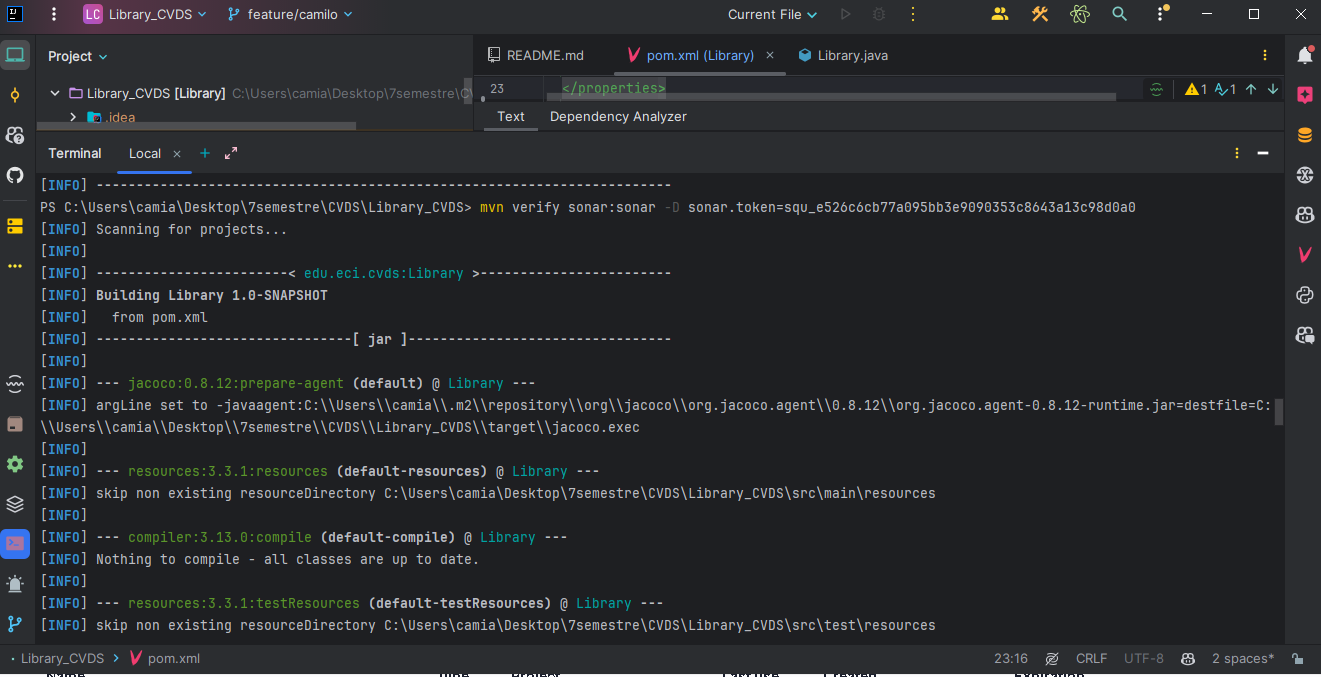 LC Library_CVDS feature/camilo Current File
Project README.md pom.xml (Library) × Library.java
Library_CVDS [Library] C:\Users\camia\Desktop\7semestre\CV
23 </properties> 1 1
.idea
Text Dependency Analyzer
Terminal Local × +
[INFO] ------------------------------------------------------------------------
PS C:\Users\camia\Desktop\7semestre\CVDS\Library_CVDS> mvn verify sonar:sonar -D sonar.token=squ_e526c6cb77a095bb3e9090353c8643a13c98d0a0
[INFO] Scanning for projects...
[INFO]
[INFO] ------------------------< edu.eci.cvds:Library >------------------------
[INFO] Building Library 1.0-SNAPSHOT
[INFO]   from pom.xml
[INFO] --------------------------------[ jar ]---------------------------------
[INFO]
[INFO] --- jacoco:0.8.12:prepare-agent (default) @ Library ---
[INFO] argLine set to -javaagent:C:\\Users\\camia\\.m2\\repository\\org\\jacoco\\org.jacoco.agent\\0.8.12\\org.jacoco.agent-0.8.12-runtime.jar=destfile=C:
\\Users\\camia\\Desktop\\7semestre\\CVDS\\Library_CVDS\\target\\jacoco.exec
[INFO]
[INFO] --- resources:3.3.1:resources (default-resources) @ Library ---
[INFO] skip non existing resourceDirectory C:\Users\camia\Desktop\7semestre\CVDS\Library_CVDS\src\main\resources
[INFO]
[INFO] --- compiler:3.13.0:compile (default-compile) @ Library ---
[INFO] Nothing to compile - all classes are up to date.
[INFO]
[INFO] --- resources:3.3.1:testResources (default-testResources) @ Library ---
[INFO] skip non existing resourceDirectory C:\Users\camia\Desktop\7semestre\CVDS\Library_CVDS\src\test\resources
Library_CVDS pom.xml 23:16 CRLF UTF-8 2 spaces*